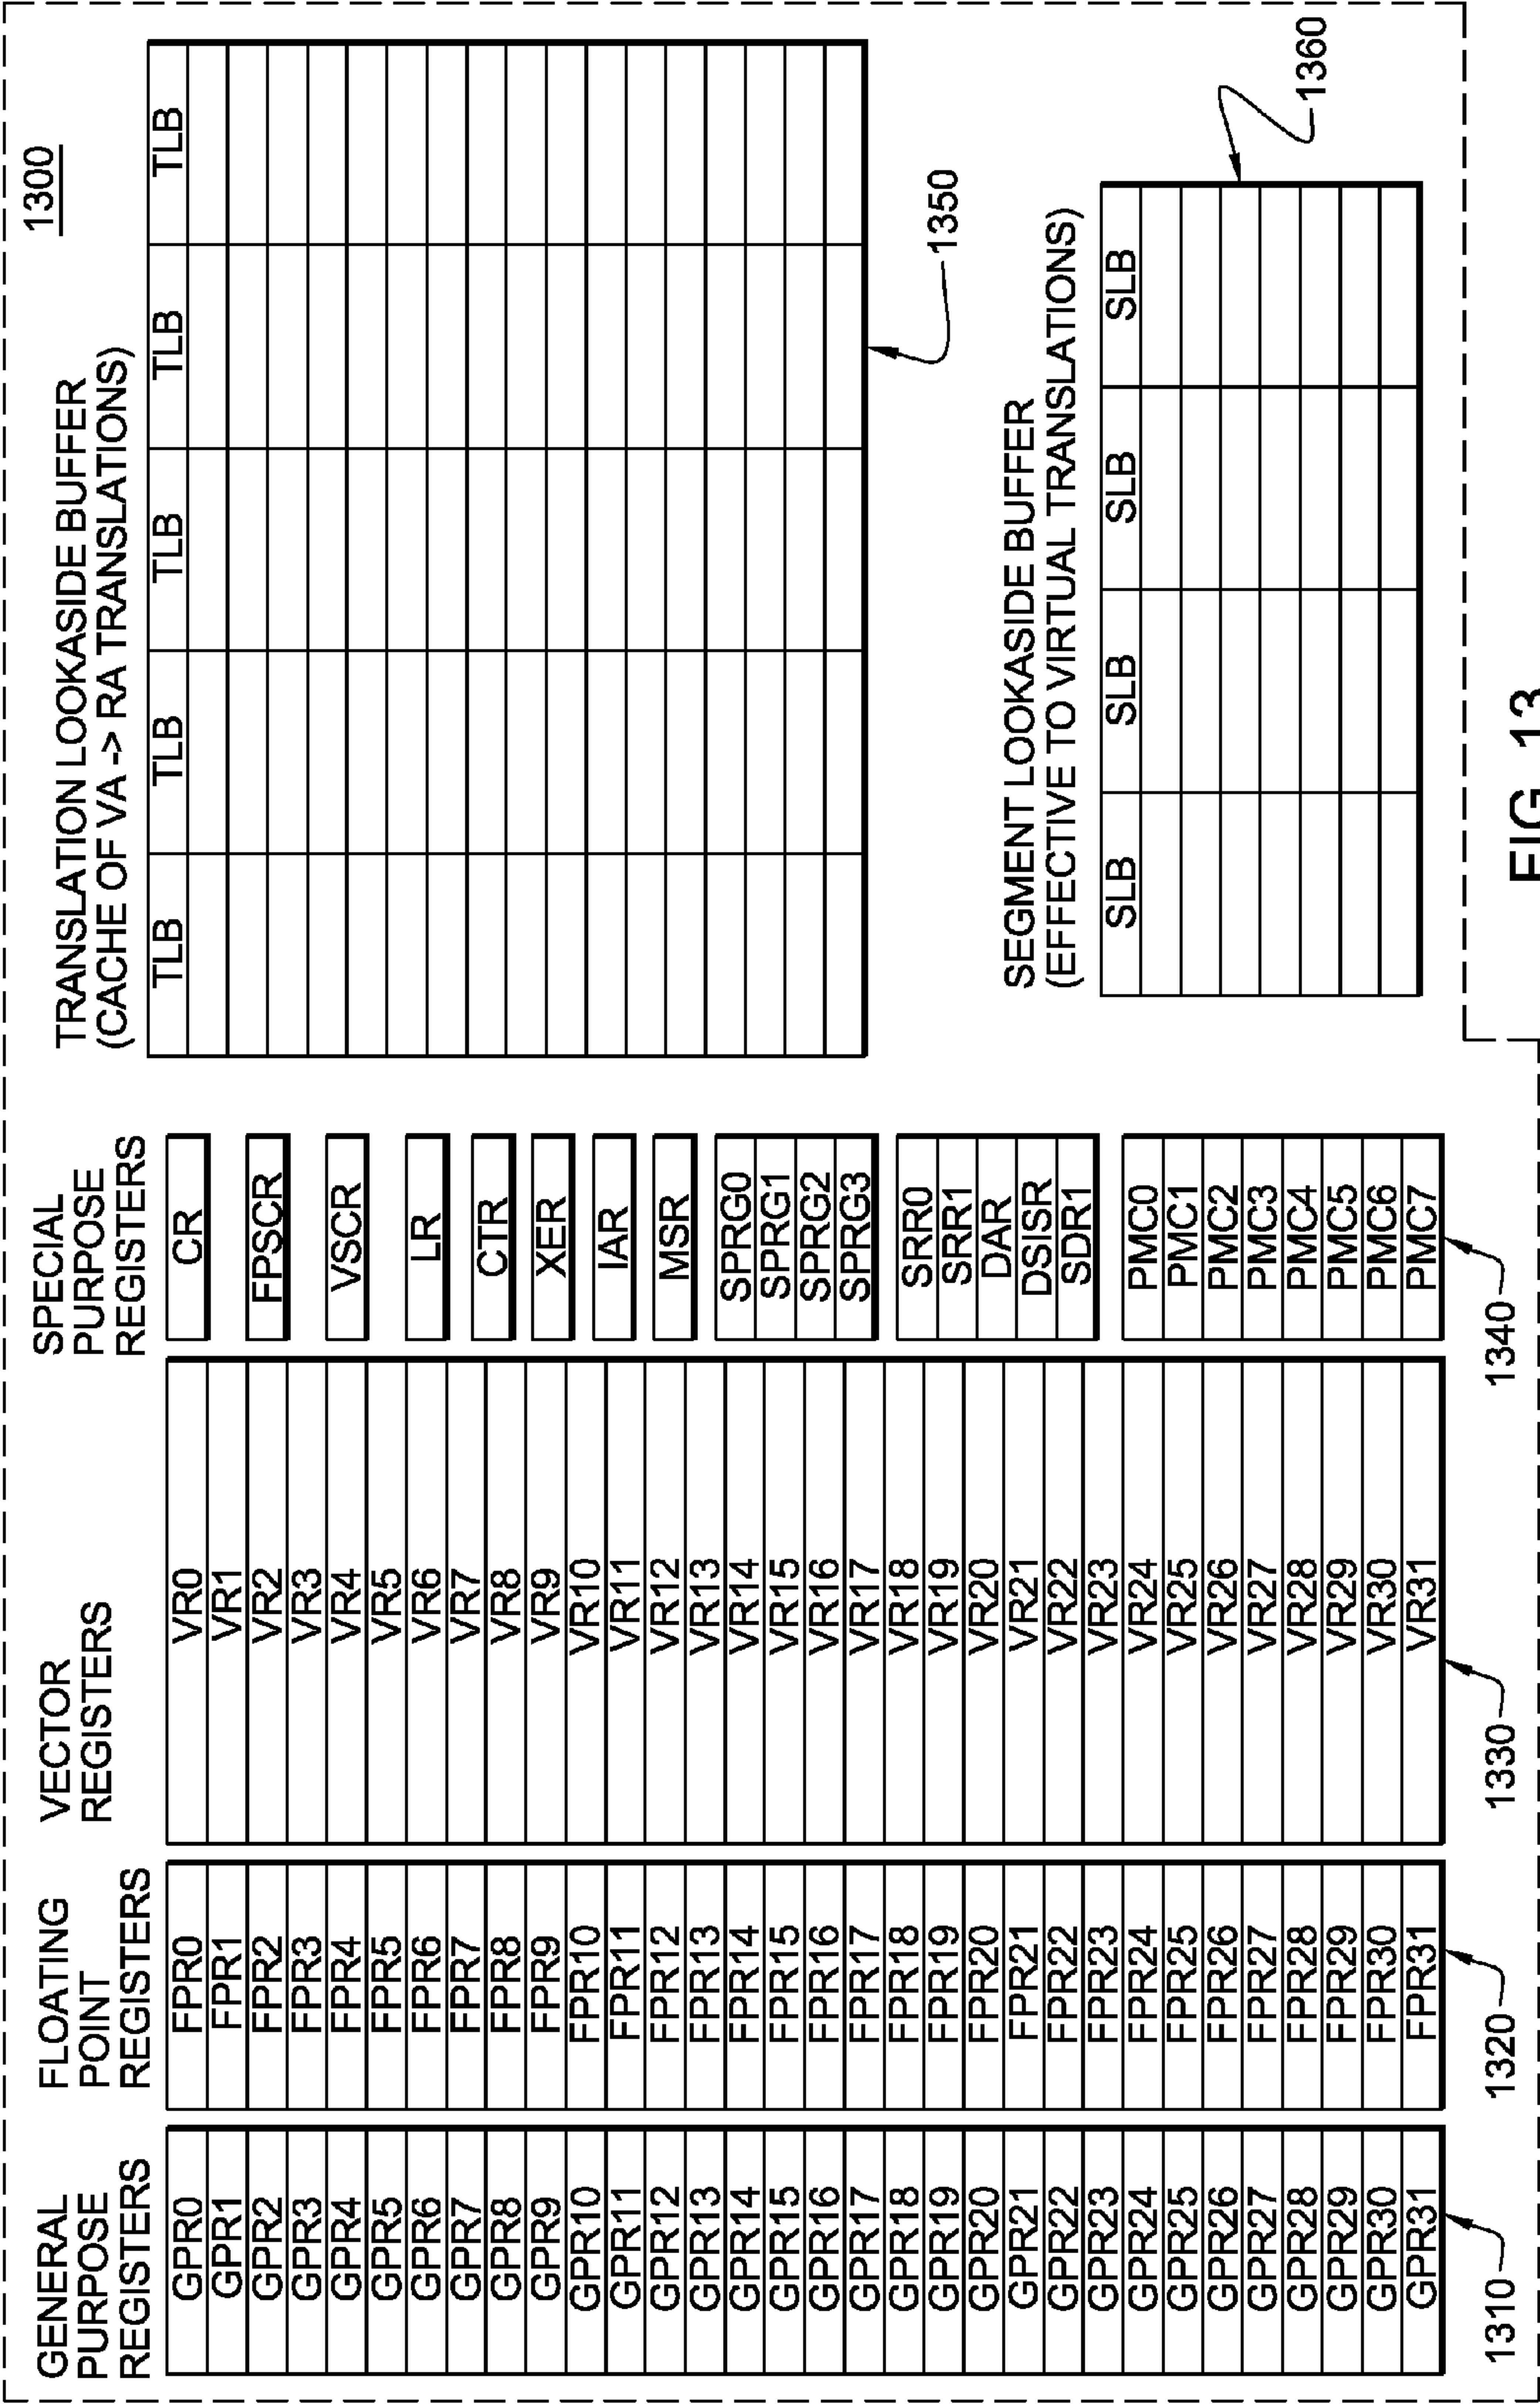 1300
GENERAL
PURPOSE
REGISTERS
GPR0
GPR1
GPR2
GPR3
GPR4
GPR5
GPR6
GPR7
GPR8
GPR9
GPR10
GPR11
GPR12
GPR13
GPR14
GPR15
GPR16
GPR17
GPR18
GPR19
GPR20
GPR21
GPR22
GPR23
GPR24
GPR25
GPR26
GPR27
GPR28
GPR29
GPR30
GPR31
1310
FLOATING
POINT
REGISTERS
FPR0
FPR1
FPR2
FPR3
FPR4
FPR5
FPR6
FPR7
FPR8
FPR9
FPR10
FPR11
FPR12
FPR13
FPR14
FPR15
FPR16
FPR17
FPR18
FPR19
FPR20
FPR21
FPR22
FPR23
FPR24
FPR25
FPR26
FPR27
FPR28
FPR29
FPR30
FPR31
1320
VECTOR
REGISTERS
VR0
VR1
VR2
VR3
VR4
VR5
VR6
VR7
VR8
VR9
VR10
VR11
VR12
VR13
VR14
VR15
VR16
VR17
VR18
VR19
VR20
VR21
VR22
VR23
VR24
VR25
VR26
VR27
VR28
VR29
VR30
VR31
1330
SPECIAL
PURPOSE
REGISTERS
CR
FPSCR
VSCR
LR
CTR
XER
IAR
MSR
SPRG0
SPRG1
SPRG2
SPRG3
SRR0
SRR1
DAR
DSISR
SDR1
PMC0
PMC1
PMC2
PMC3
PMC4
PMC5
PMC6
PMC7
1340
TRANSLATION LOOKASIDE BUFFER
(CACHE OF VA -> RA TRANSLATIONS)
TLB TLB TLB TLB TLB
1350
SEGMENT LOOKASIDE BUFFER
(EFFECTIVE TO VIRTUAL TRANSLATIONS)
SLB SLB SLB SLB
1360
FIG. 13